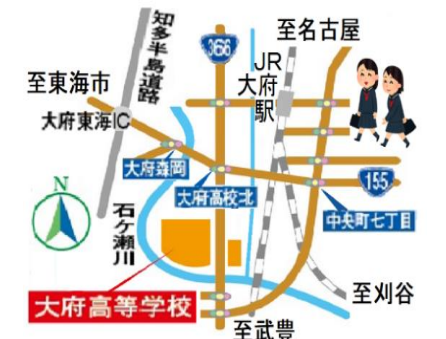 至名古屋
知多半島道路
366
JR
大府駅
至東海市
大府東海IC
大府森岡
大府高校北
155
中央町七丁目
N
石ヶ瀬川
大府高等学校
至刈谷
至武豊